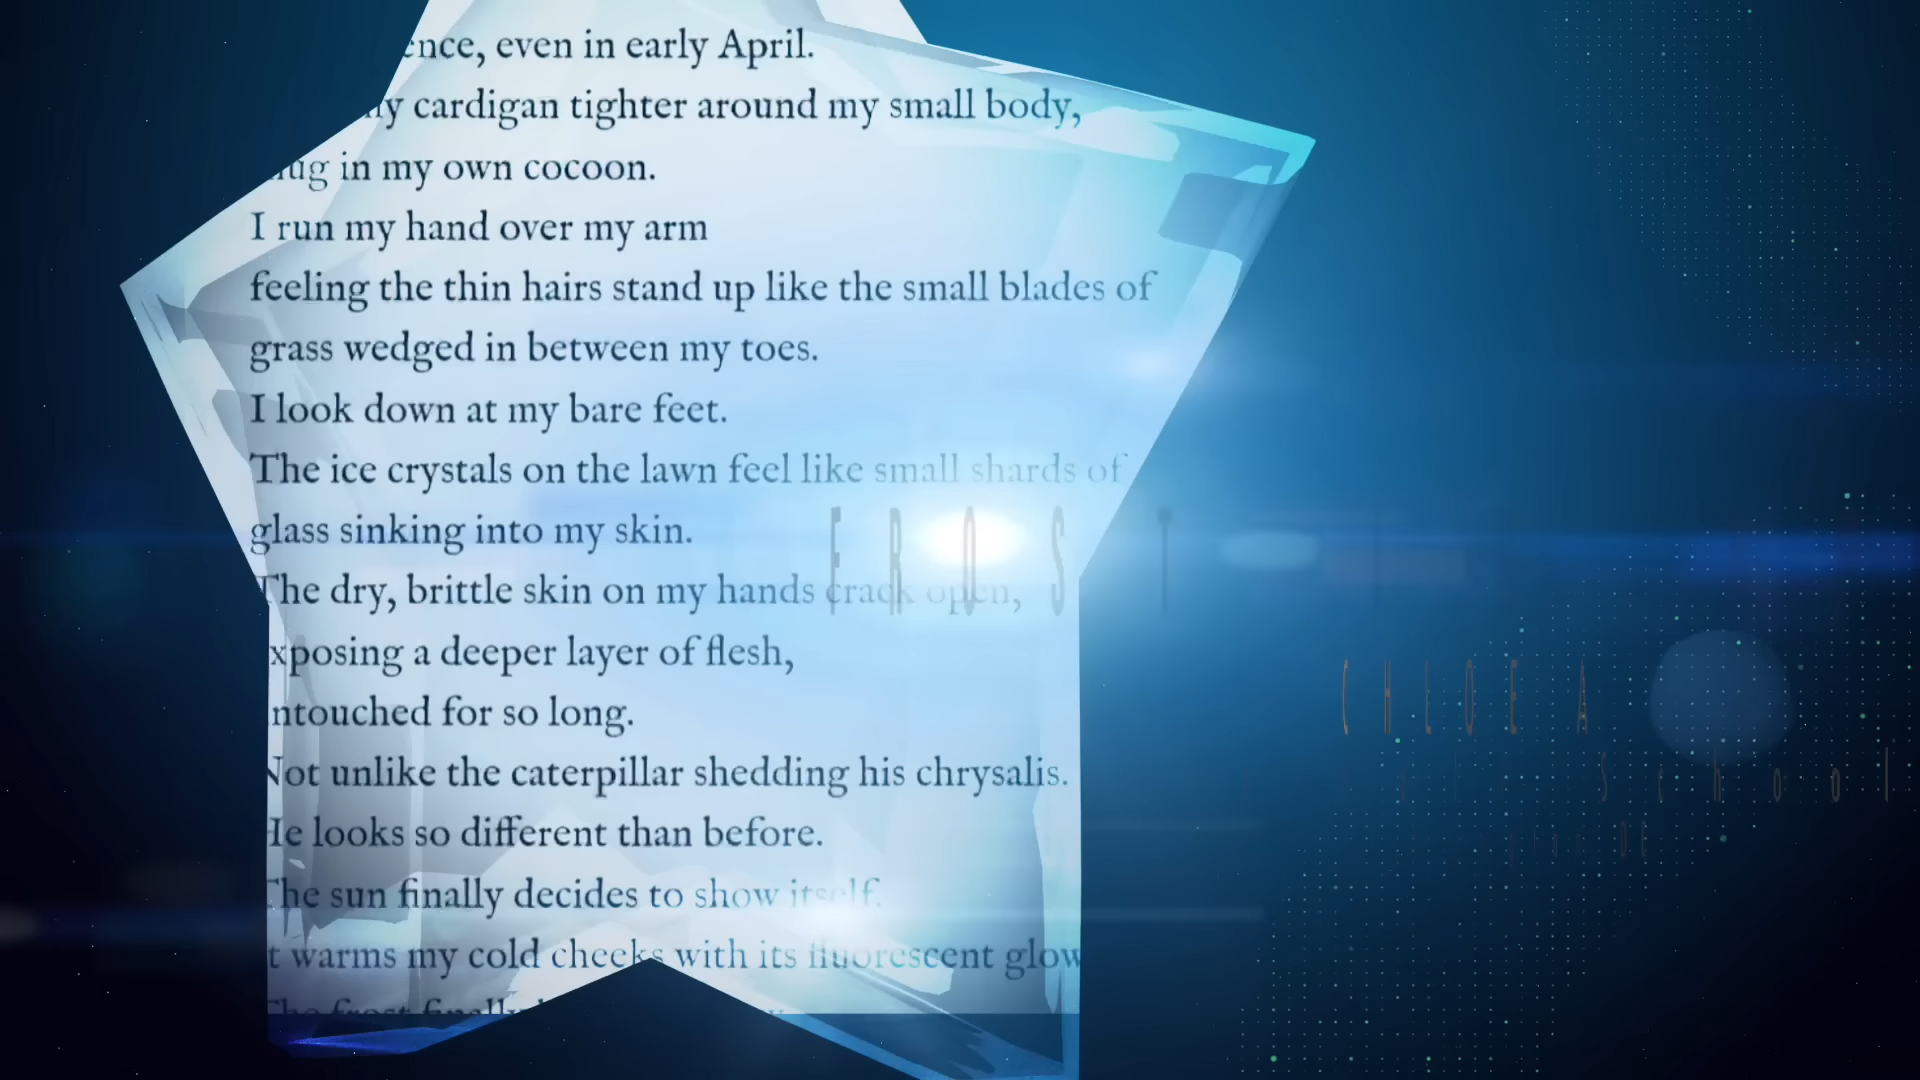 even in early April.
cardigan tighter around my small body,
in my own cocoon.
I run my hand over my arm
feeling the thin hairs stand up like the small blades of
grass wedged in between my toes.
I look down at my bare feet.
The ice crystals on the lawn feel like small shards of
glass sinking into my skin.
FROST
The dry, brittle skin on my hands crack open,
xposing a deeper layer of flesh,
ntouched for so long.
CHLOE A
Not unlike the caterpillar shedding his chrysalis.
School
He looks so different than before.
DC
The sun finally decides to show itself.
t warms my cold cheeks with its fluorescent glow
The frost finally